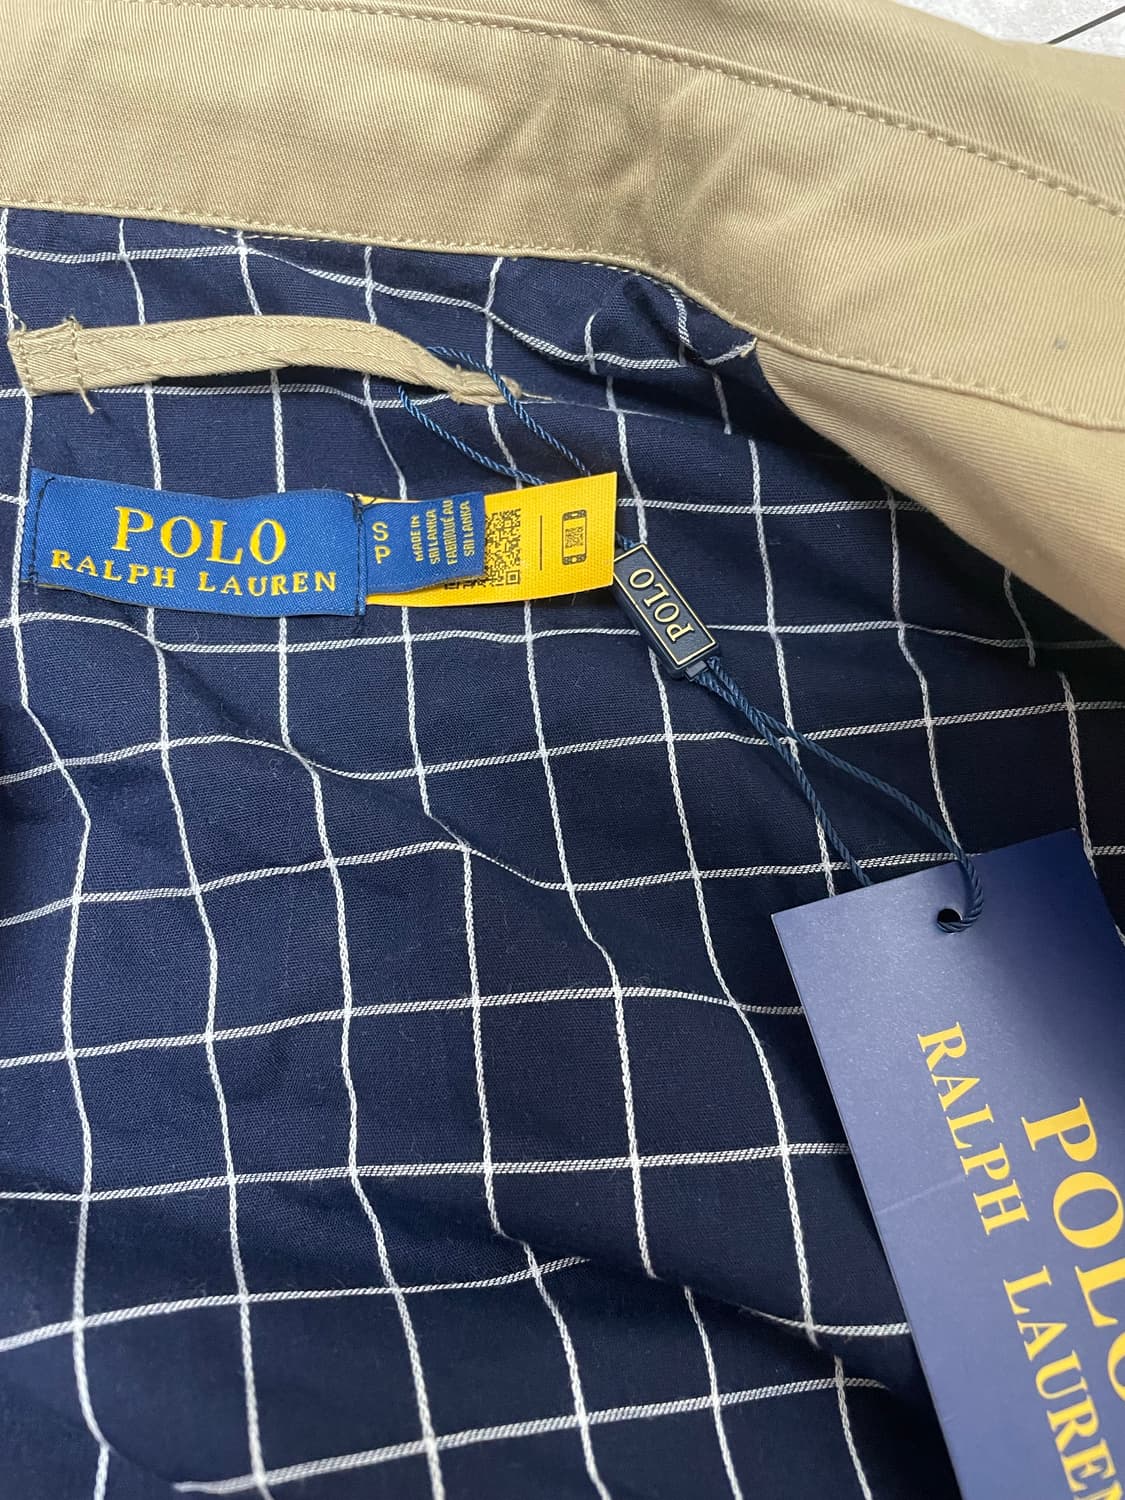 POLO
RALPH LAUREN
S
P
MADE IN
SRI LANKA
FABRIQUÉ AU
SRI LANKA
POLO
POLO
RALPH LAUREN